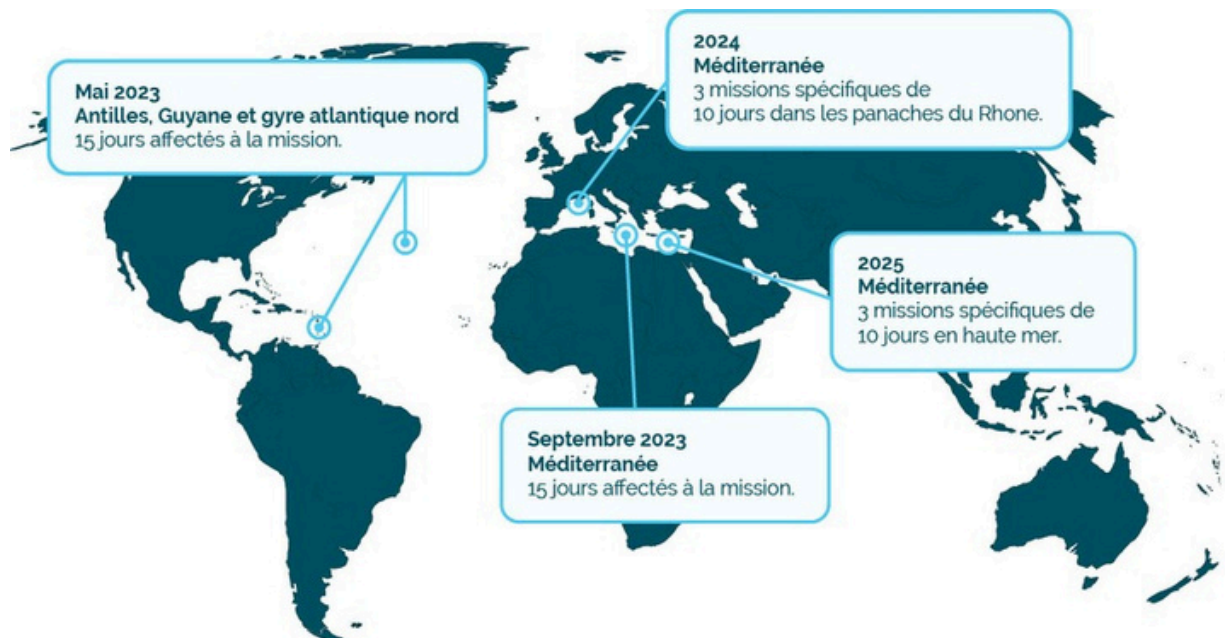 Mai 2023
Antilles, Guyane et gyre atlantique nord
15 jours affectés à la mission.
2024
Méditerranée
3 missions spécifiques de
10 jours dans les panaches du Rhone.
2025
Méditerranée
3 missions spécifiques de
10 jours en haute mer.
Septembre 2023
Méditerranée
15 jours affectés à la mission.